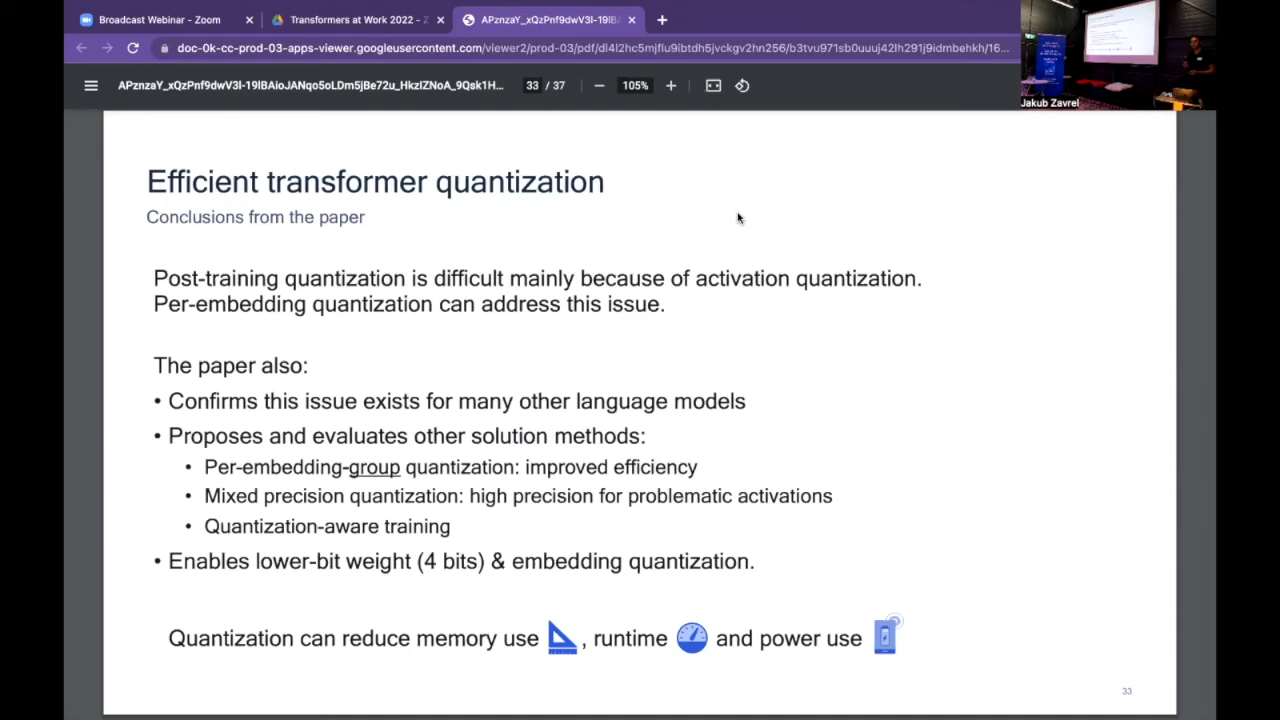 Broadcast Webinar - Zoom
Transformers at Work 2022 - Z
APznzaY_xQzPnf9dwV3I-19IBA
doc-0k-cc-prod-03-apps-viewer.googleusercontent.com/viewer2/prod-03/pdf/
33 / 37
105%
Jakub Zavrel
Efficient transformer quantization
Conclusions from the paper
Post-training quantization is difficult mainly because of activation quantization.
Per-embedding quantization can address this issue.
The paper also:
• Confirms this issue exists for many other language models
• Proposes and evaluates other solution methods:
• Per-embedding-group quantization: improved efficiency
• Mixed precision quantization: high precision for problematic activations
• Quantization-aware training
• Enables lower-bit weight (4 bits) & embedding quantization.
Quantization can reduce memory use , runtime and power use
33